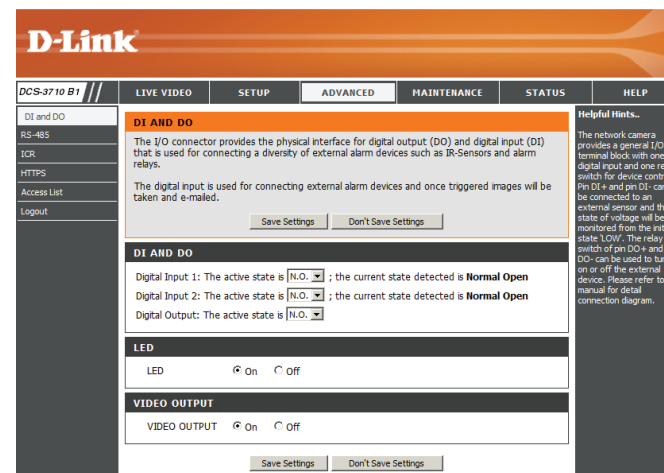 D-Link
DCS-3710 B1
LIVE VIDEO
SETUP
ADVANCED
MAINTENANCE
STATUS
HELP
DI and DO
RS-485
ICR
HTTPS
Access List
Logout
DI AND DO
The I/O connector provides the physical interface for digital output (DO) and digital input (DI)
that is used for connecting a diversity of external alarm devices such as IR-Sensors and alarm
relays.
The digital input is used for connecting external alarm devices and once triggered images will be
taken and e-mailed.
Save Settings
Don't Save Settings
DI AND DO
Digital Input 1: The active state is N.O. ; the current state detected is Normal Open
Digital Input 2: The active state is N.O. ; the current state detected is Normal Open
Digital Output: The active state is N.O.
LED
LED On Off
VIDEO OUTPUT
VIDEO OUTPUT On Off
Save Settings
Don't Save Settings
Helpful Hints..
The network camera
provides a general I/O
terminal block with one
digital input and one
switch for device
Pin DI+ and pin DI-
be connected to an
external sensor and
state of voltage will be
monitored from the
state 'LOW'. The relay
switch of pin DO+ and
DO- can be used to
on or off the external
device. Please refer to
manual for detail
connection diagram.